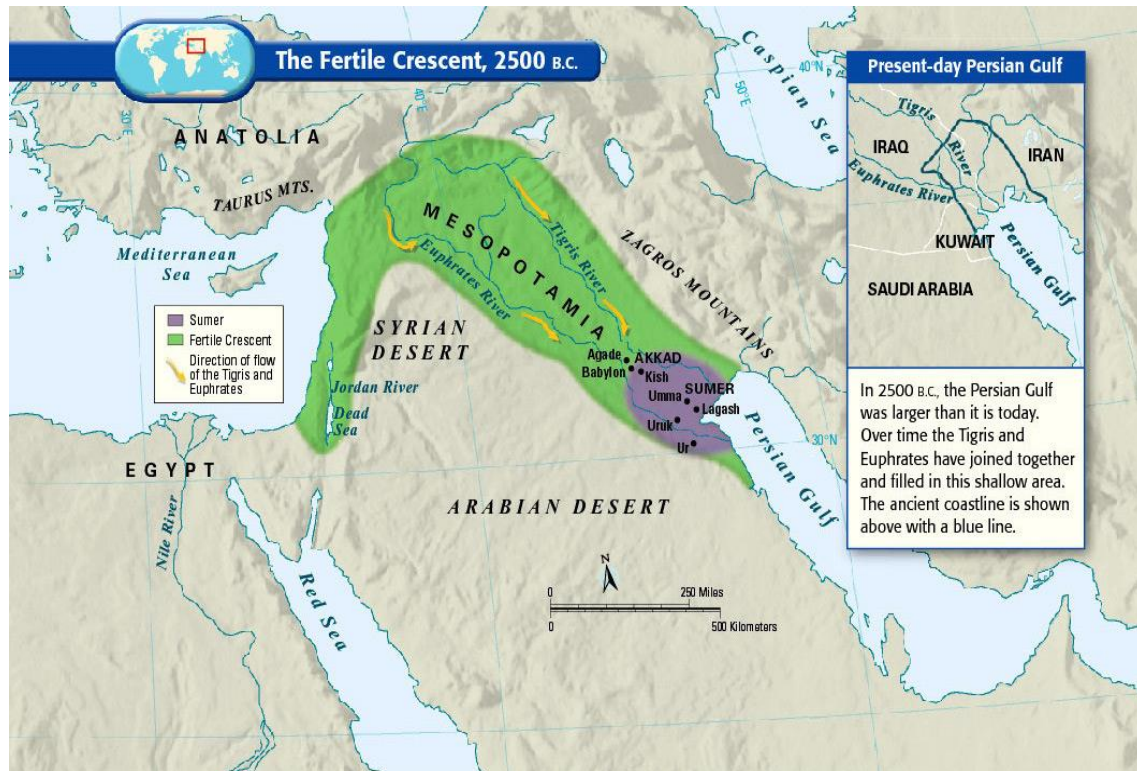 The Fertile Crescent, 2500 B.C.
30°E
40°E
50°E
40°N
Caspian Sea
ANATOLIA
TAURUS MTS.
Mediterranean
Sea
MESOPOTAMIA
Tigris River
Euphrates River
ZAGROS MOUNTAINS
Sumer
Fertile Crescent
Direction of flow
of the Tigris and
Euphrates
SYRIAN
DESERT
Agade
AKKAD
Babylon
Kish
SUMER
Umma
Lagash
Uruk
Ur
Jordan River
Dead
Sea
30°N
Persian Gulf
EGYPT
Nile River
ARABIAN DESERT
Red Sea
N
0
250 Miles
0
500 Kilometers
Present-day Persian Gulf
Tigris
River
IRAQ
IRAN
Euphrates River
KUWAIT
Persian Gulf
SAUDI ARABIA
In 2500 B.C., the Persian Gulf
was larger than it is today.
Over time the Tigris and
Euphrates have joined together
and filled in this shallow area.
The ancient coastline is shown
above with a blue line.